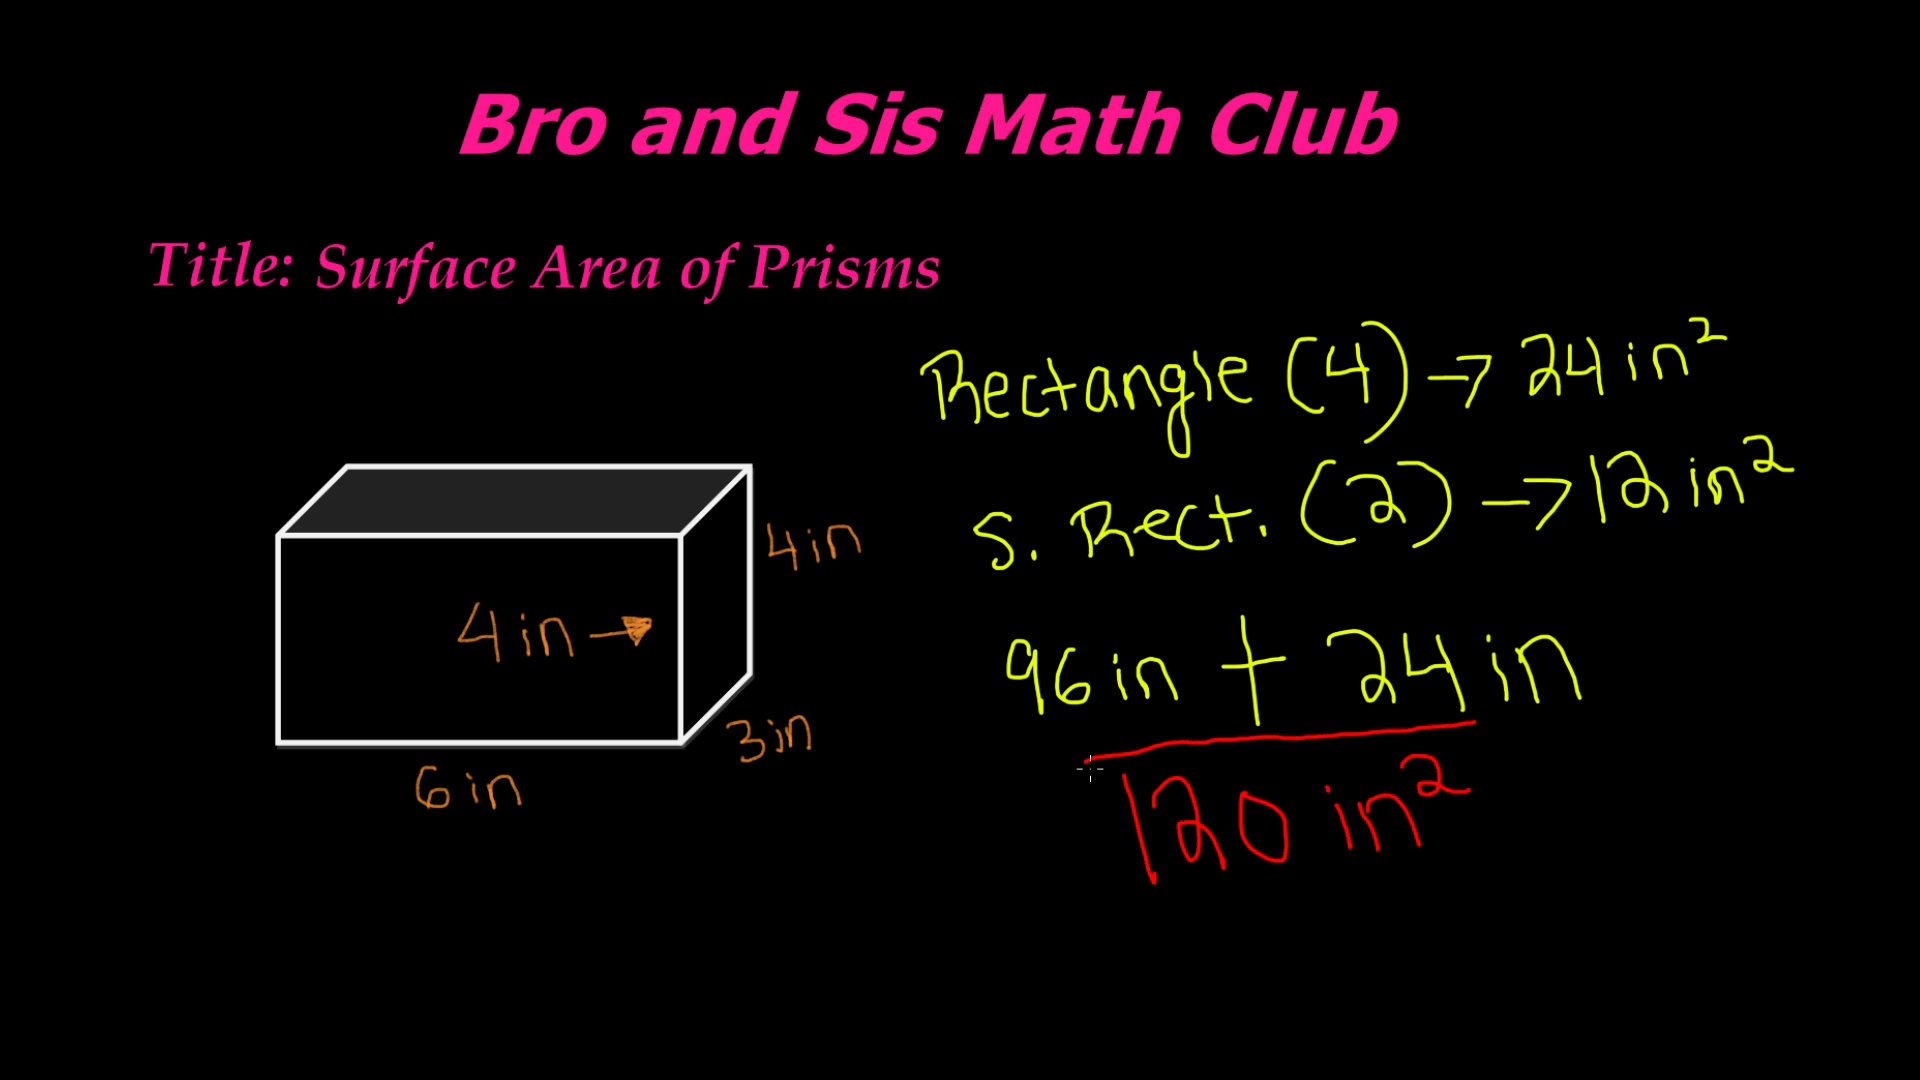 Bro and Sis Math Club
Title: Surface Area of Prisms
Rectangle (4) → 24 in²
S. Rect. (2) → 12 in²
4 in
4 in →
3 in
6 in
96 in + 24 in
120 in²